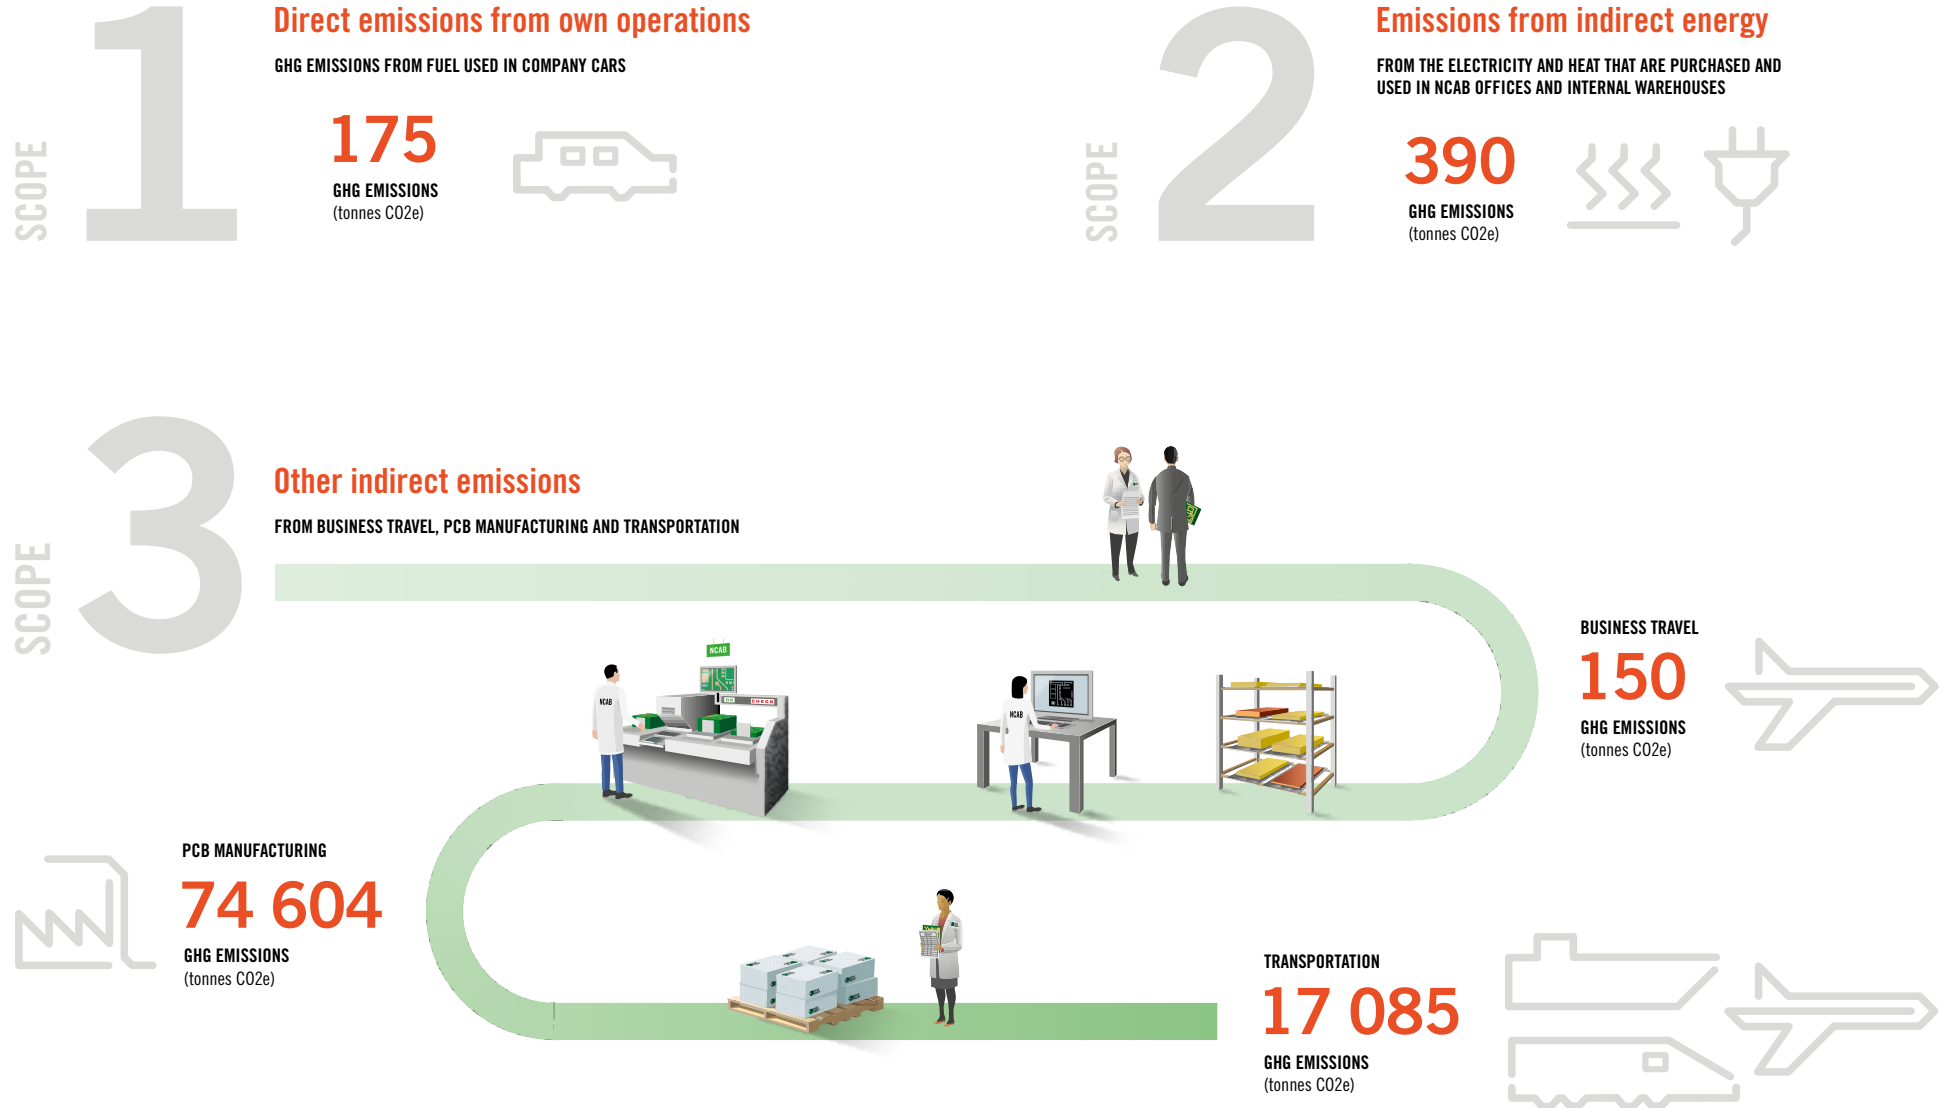 SCOPE
1
Direct emissions from own operations
GHG EMISSIONS FROM FUEL USED IN COMPANY CARS
175
GHG EMISSIONS
(tonnes CO2e)
SCOPE
2
Emissions from indirect energy
FROM THE ELECTRICITY AND HEAT THAT ARE PURCHASED AND
USED IN NCAB OFFICES AND INTERNAL WAREHOUSES
390
GHG EMISSIONS
(tonnes CO2e)
SCOPE
3
Other indirect emissions
FROM BUSINESS TRAVEL, PCB MANUFACTURING AND TRANSPORTATION
BUSINESS TRAVEL
150
GHG EMISSIONS
(tonnes CO2e)
NCAB
NCAB
CHECK
NCAB
PCB MANUFACTURING
74 604
GHG EMISSIONS
(tonnes CO2e)
TRANSPORTATION
17 085
GHG EMISSIONS
(tonnes CO2e)